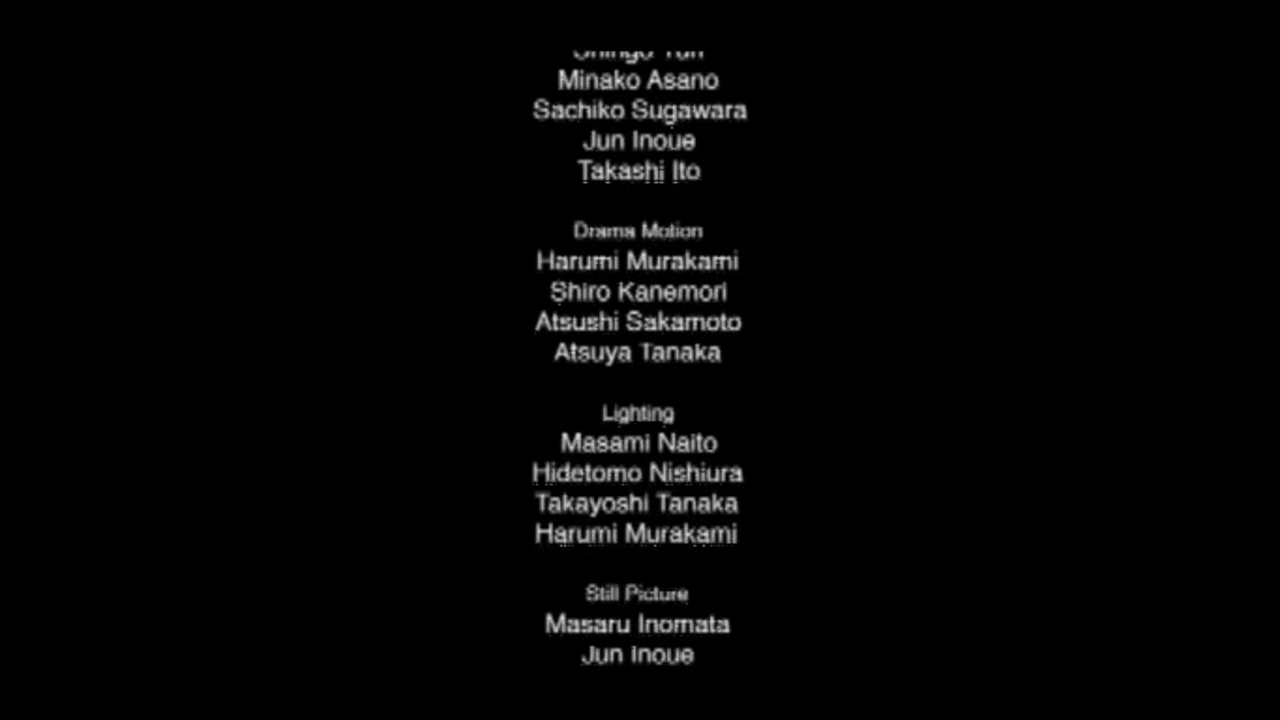 Minako Asano
Sachiko Sugawara
Jun Inoue
Takashi Ito
Drama Motion
Harumi Murakami
Shiro Kanemori
Atsushi Sakamoto
Atsuya Tanaka
Lighting
Masami Naito
Hidetomo Nishiura
Takayoshi Tanaka
Harumi Murakami
Still Picture
Masaru Inomata
Jun Inoue